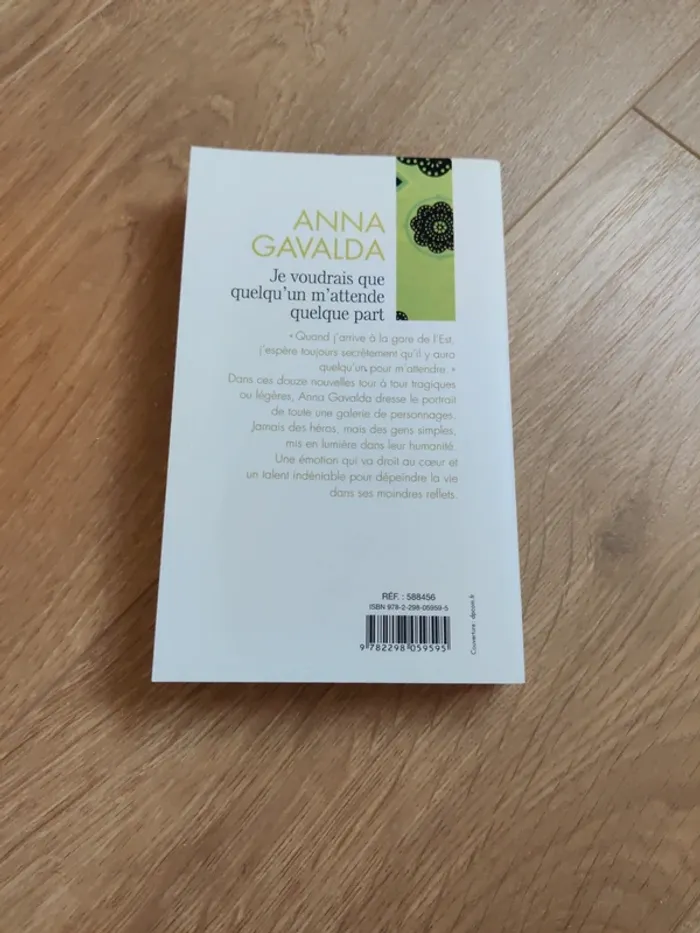 ANNA
GAVALDA
Je voudrais que
quelqu'un m'attende
quelque part
« Quand j'arrive à la gare de l'Est,
j'espère toujours secrètement qu'il y aura
quelqu'un pour m'attendre. »
Dans ces douze nouvelles tour à tour tragiques
ou légères, Anna Gavalda dresse le portrait
de toute une galerie de personnages.
Jamais des héros, mais des gens simples,
mis en lumière dans leur humanité.
Une émotion qui va droit au cœur et
un talent indéniable pour dépeindre la vie
dans ses moindres reflets.
RÉF. : 588456
ISBN 978-2-298-05959-5
9 782298 059595
Couverture : dpcom.fr